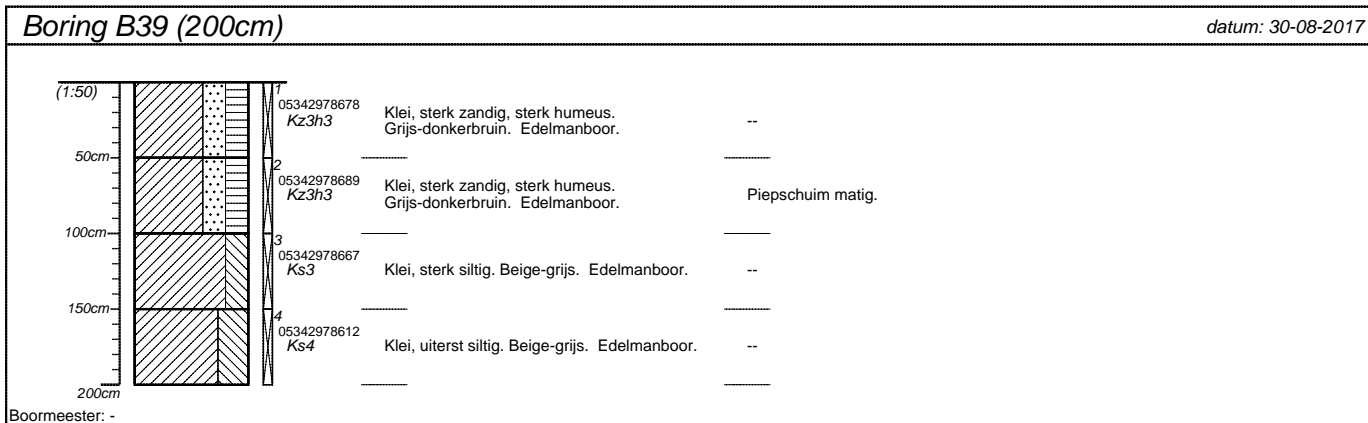 Boring B39 (200cm)
datum: 30-08-2017
(1:50)
1
05342978678
Kz3h3
Klei, sterk zandig, sterk humeus.
Grijs-donkerbruin. Edelmanboor.
--
50cm
2
05342978689
Kz3h3
Klei, sterk zandig, sterk humeus.
Grijs-donkerbruin. Edelmanboor.
Piepschuim matig.
100cm
3
05342978667
Ks3
Klei, sterk siltig. Beige-grijs. Edelmanboor.
--
150cm
4
05342978612
Ks4
Klei, uiterst siltig. Beige-grijs. Edelmanboor.
--
200cm
Boormeester: -